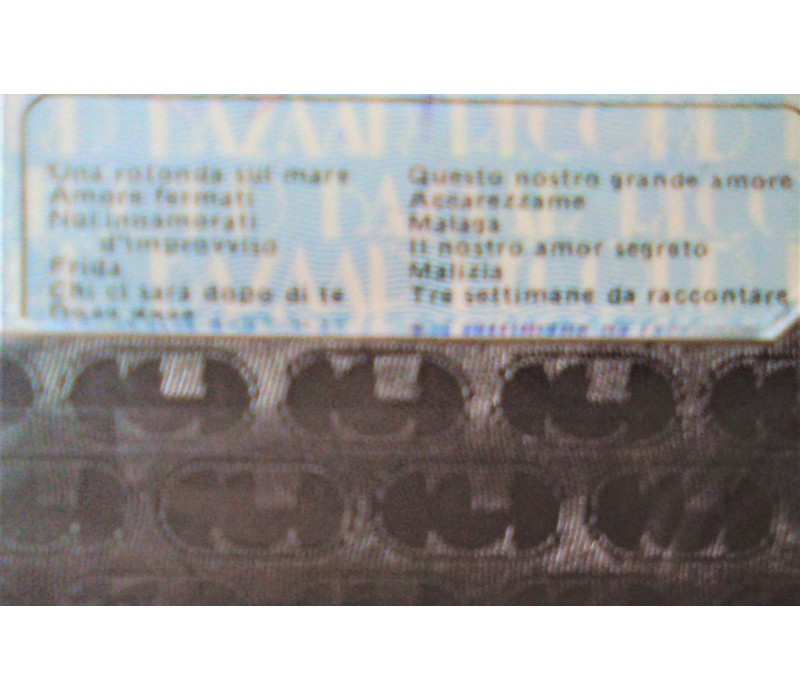 Una rotonda sul mare
Amore fermati
Noi innamorati
d'improvviso
Frida
Chi ci sarà dopo di te
Questo nostro grande amore
Accarezzame
Malaga
Il nostro amor segreto
Malizia
Tre settimane da raccontare